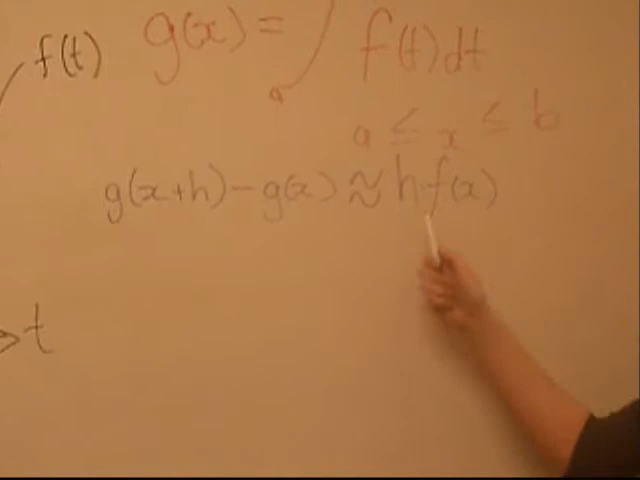 f(t)
g(x) = ∫ₐ f(t)dt
a ≤ x ≤ b
g(x+h) - g(x) ≈ h f(x)
t